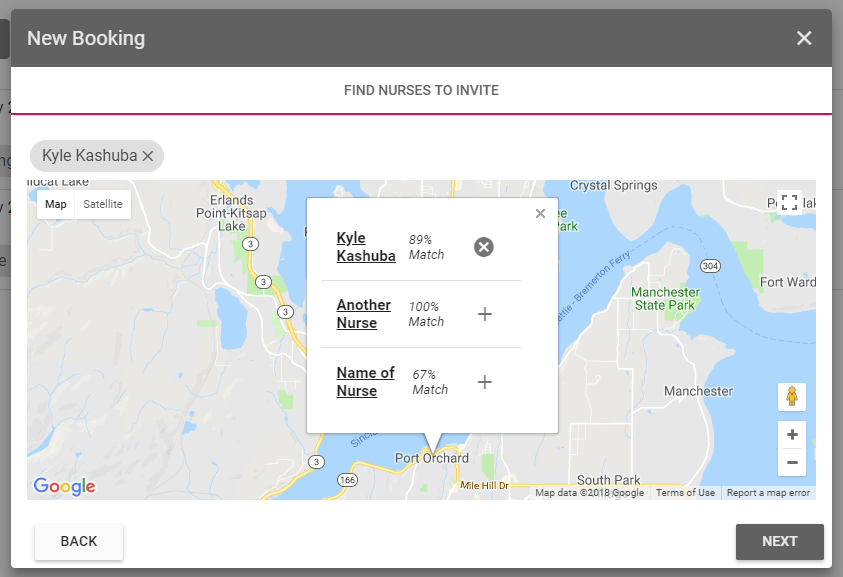 New Booking
FIND NURSES TO INVITE
Kyle Kashuba
Map
Satellite
Erlands
Point-Kitsap
Lake
Crystal Springs
3
3
3
Kyle
Kashuba
89%
Match
Another
Nurse
100%
Match
Name of
Nurse
67%
Match
Bremerton Ferry
304
Manchester
State Park
Fort Ward
Manchester
Port Orchard
3
166
Mile Hill Dr
South Park
Google
Map data ©2018 Google
Terms of Use
Report a map error
BACK
NEXT